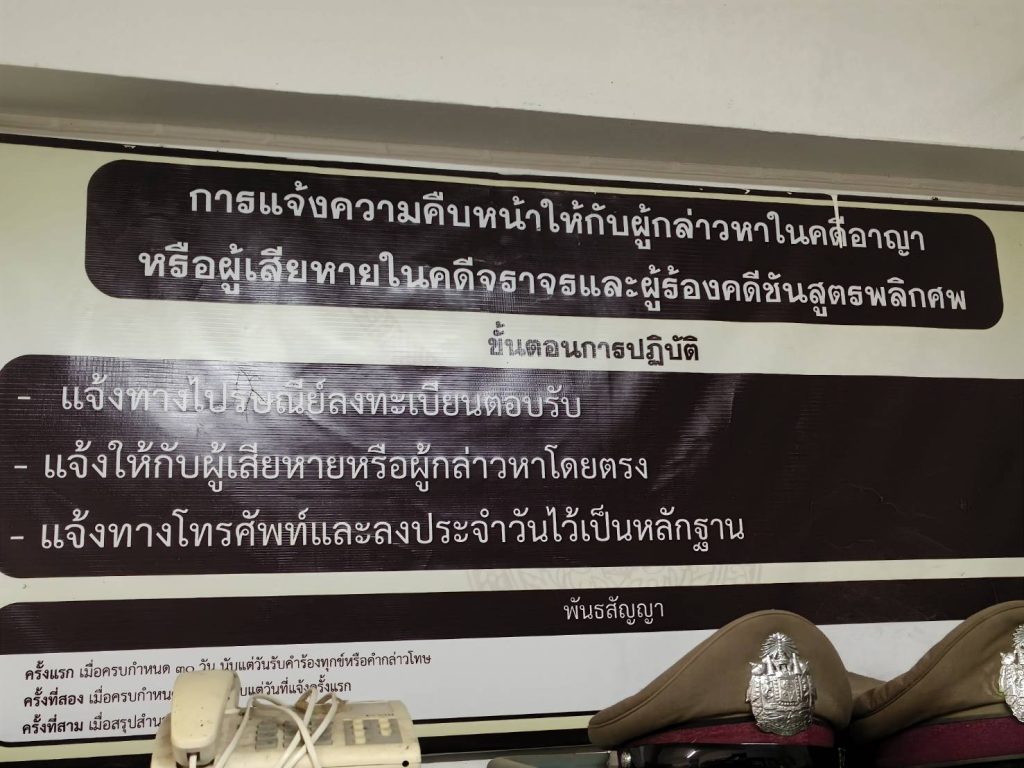 การแจ้งความคืบหน้าให้กับผู้กล่าวหาในคดีอาญา
หรือผู้เสียหายในคดีจราจรและผู้ร้องคดีชันสูตรพลิกศพ
ขั้นตอนการปฏิบัติ
- แจ้งทางไปรษณีย์ลงทะเบียนตอบรับ
- แจ้งให้กับผู้เสียหายหรือผู้กล่าวหาโดยตรง
- แจ้งทางโทรศัพท์และลงประจำวันไว้เป็นหลักฐาน
พันธสัญญา
ครั้งแรก เมื่อครบกำหนด ๓๐ วัน นับแต่วันรับคำร้องทุกข์หรือคำกล่าวโทษ
ครั้งที่สอง เมื่อครบกำหนด นับแต่วันที่แจ้งครั้งแรก
ครั้งที่สาม เมื่อสรุป